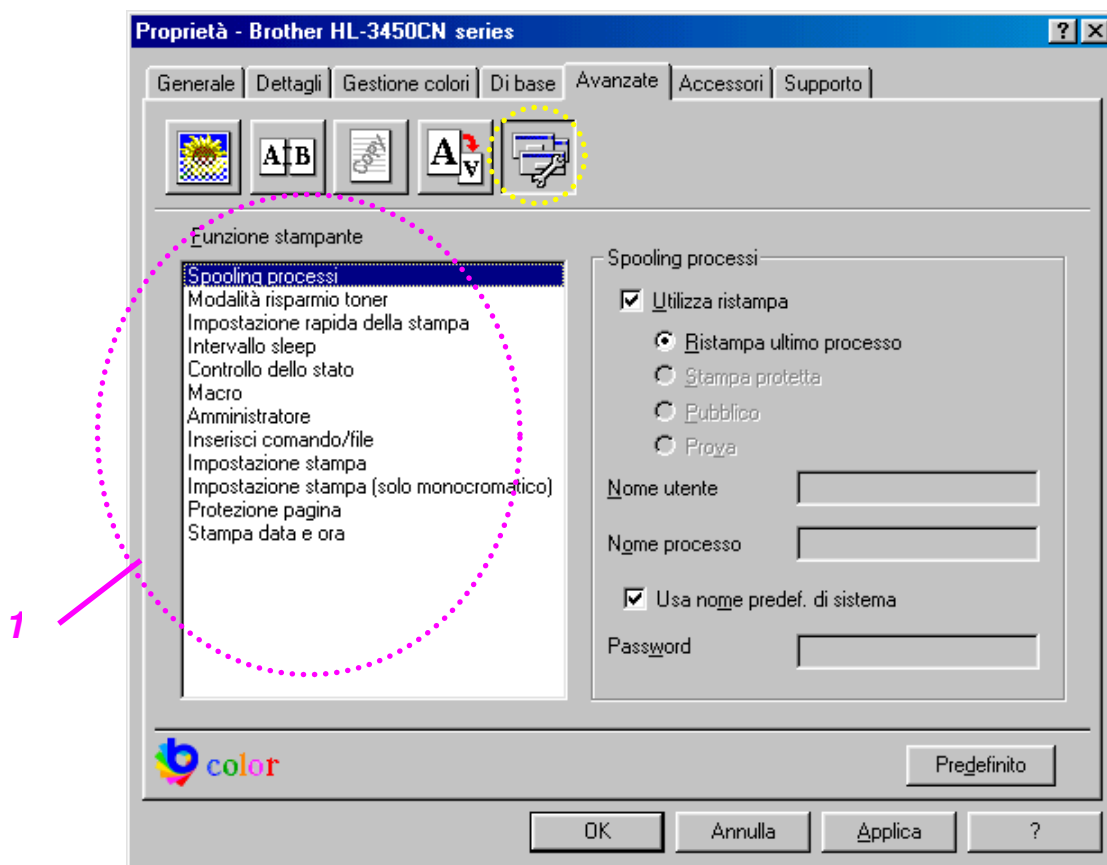 Proprietà - Brother HL-3450CN series
Generale Dettagli Gestione colori Di base Avanzate Accessori Supporto
A B Copy A A
Funzione stampante
Spooling processi
Modalità risparmio toner
Impostazione rapida della stampa
Intervallo sleep
Controllo dello stato
Macro
Amministratore
Inserisci comando/file
Impostazione stampa
Impostazione stampa (solo monocromatico)
Protezione pagina
Stampa data e ora
Spooling processi
Utilizza ristampa
Ristampa ultimo processo
Stampa protetta
Pubblico
Prova
Nome utente
Nome processo
Usa nome predef. di sistema
Password
1
b color
Predefinito
OK Annulla Applica ?